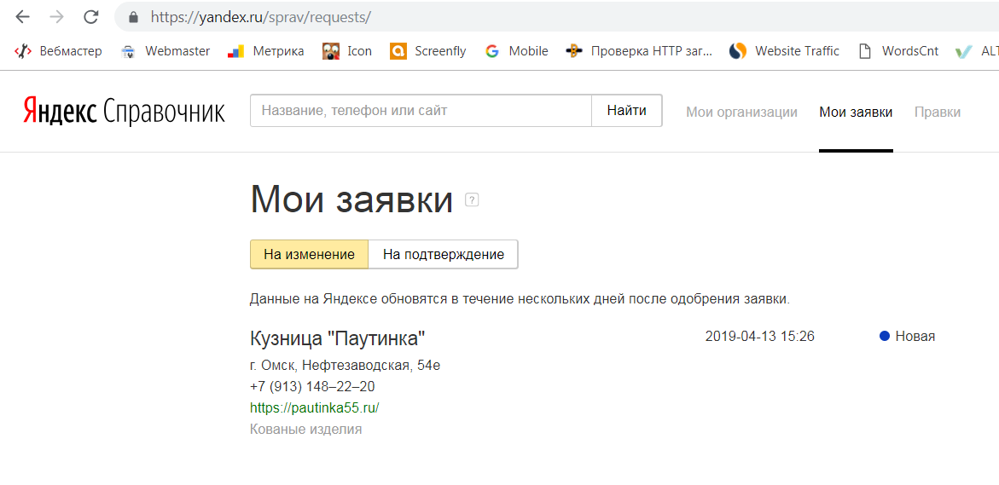 https://yandex.ru/sprav/requests/
Вебмастер Webmaster Метрика Icon Screenfly Mobile Проверка HTTP заг... Website Traffic WordsCnt ALT
Яндекс Справочник Название, телефон или сайт Найти Мои организации Мои заявки Правки
Мои заявки ?
На изменение На подтверждение
Данные на Яндексе обновятся в течение нескольких дней после одобрения заявки.
Кузница "Паутинка" 2019-04-13 15:26 Новая
г. Омск, Нефтезаводская, 54е
+7 (913) 148–22–20
https://pautinka55.ru/
Кованые изделия